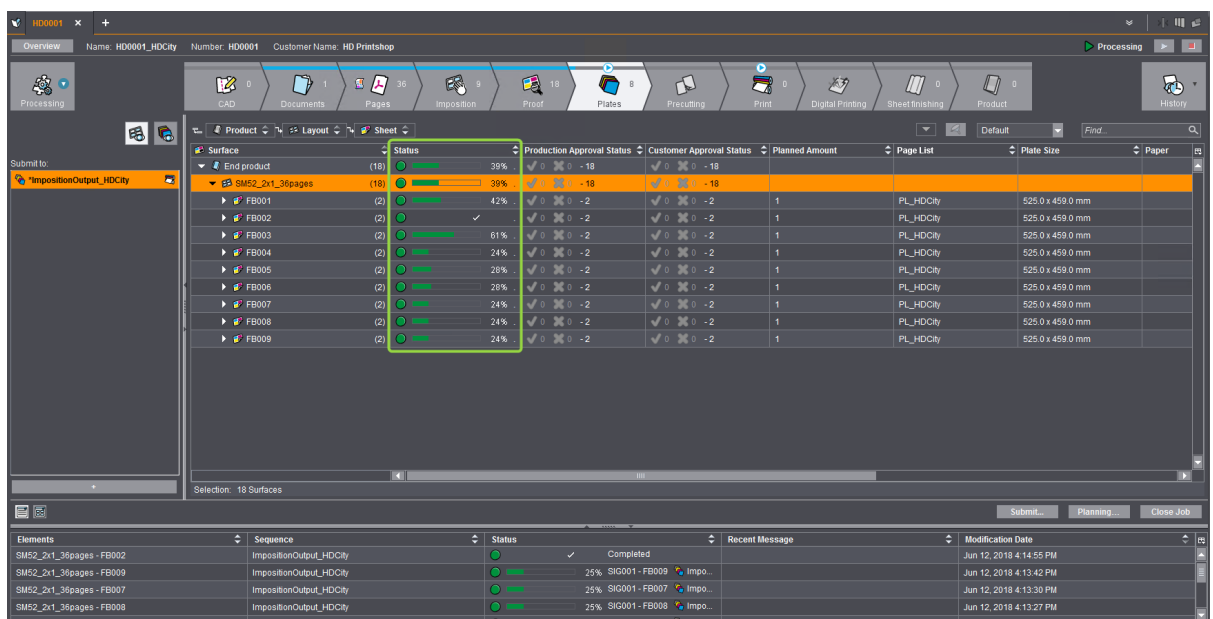 HD0001 × +
Overview Name: HD0001_HDCity Number: HD0001 Customer Name: HD Printshop Processing
Processing
0 1 36 9 18 8 0 0 0 0
CAD Documents Pages Imposition Proof Plates Precutting Print Digital Printing Sheet finishing Product History
Product Layout Sheet Default Find...
Submit to:
*ImpositionOutput_HDCity
Surface Status Production Approval Status Customer Approval Status Planned Amount Page List Plate Size Paper
End product (18) 39% . 0 0 - 18 0 0 - 18
SM52_2x1_36pages (18) 39% 0 0 - 18 0 0 - 18
FB001 (2) 42% . 0 0 - 2 0 0 - 2 1 PL_HDCity 525.0 x 459.0 mm
FB002 (2) ✓ . 0 0 - 2 0 0 - 2 1 PL_HDCity 525.0 x 459.0 mm
FB003 (2) 61% . 0 0 - 2 0 0 - 2 1 PL_HDCity 525.0 x 459.0 mm
FB004 (2) 24% . 0 0 - 2 0 0 - 2 1 PL_HDCity 525.0 x 459.0 mm
FB005 (2) 28% . 0 0 - 2 0 0 - 2 1 PL_HDCity 525.0 x 459.0 mm
FB006 (2) 28% . 0 0 - 2 0 0 - 2 1 PL_HDCity 525.0 x 459.0 mm
FB007 (2) 24% . 0 0 - 2 0 0 - 2 1 PL_HDCity 525.0 x 459.0 mm
FB008 (2) 24% . 0 0 - 2 0 0 - 2 1 PL_HDCity 525.0 x 459.0 mm
FB009 (2) 24% . 0 0 - 2 0 0 - 2 1 PL_HDCity 525.0 x 459.0 mm
Selection: 18 Surfaces
Submit... Planning... Close Job
Elements Sequence Status Recent Message Modification Date
SM52_2x1_36pages - FB002 ImpositionOutput_HDCity ✓ Completed Jun 12, 2018 4:14:55 PM
SM52_2x1_36pages - FB009 ImpositionOutput_HDCity 25% SIG001 - FB009 Impo... Jun 12, 2018 4:13:42 PM
SM52_2x1_36pages - FB007 ImpositionOutput_HDCity 25% SIG001 - FB007 Impo... Jun 12, 2018 4:13:30 PM
SM52_2x1_36pages - FB008 ImpositionOutput_HDCity 25% SIG001 - FB008 Impo... Jun 12, 2018 4:13:27 PM